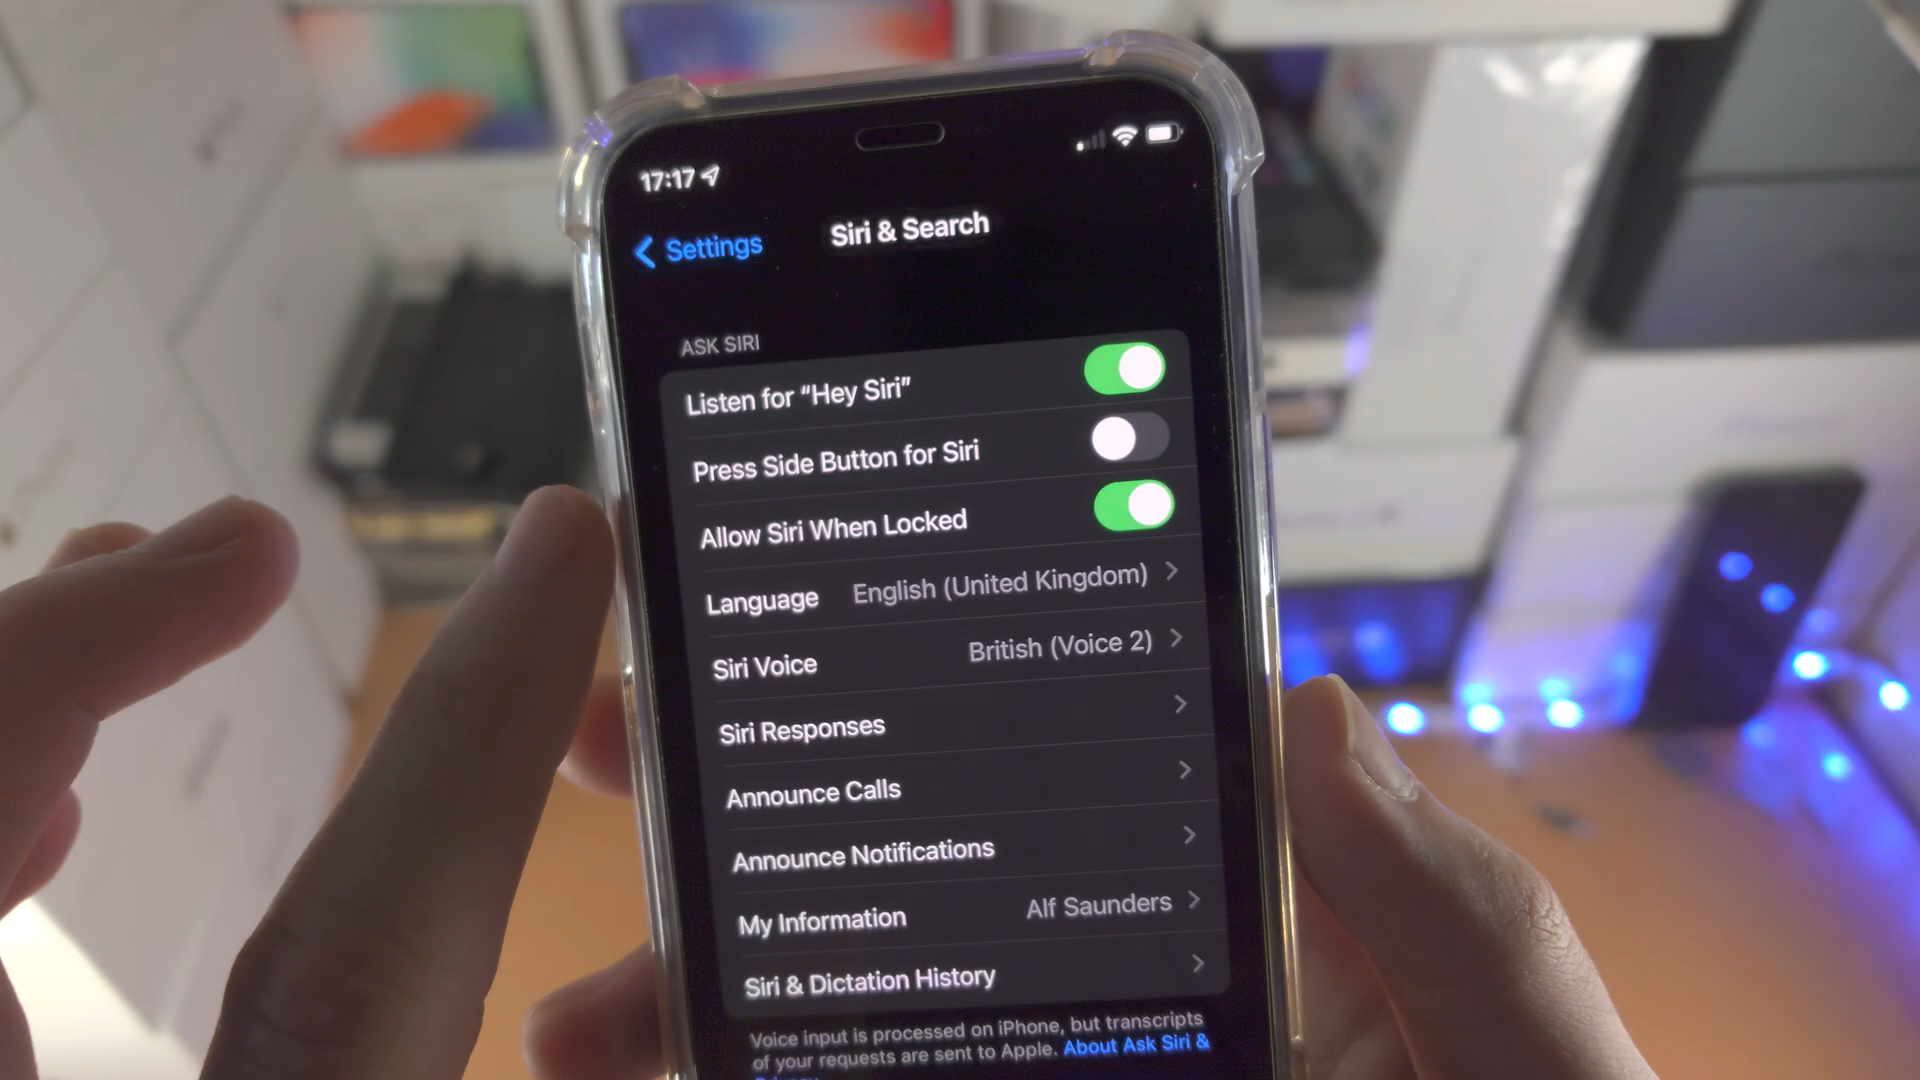 17:17
Settings
Siri & Search
ASK SIRI
Listen for “Hey Siri”
Press Side Button for Siri
Allow Siri When Locked
Language English (United Kingdom)
Siri Voice British (Voice 2)
Siri Responses
Announce Calls
Announce Notifications
My Information Alf Saunders
Siri & Dictation History
Voice input is processed on iPhone, but transcripts
of your requests are sent to Apple. About Ask Siri &